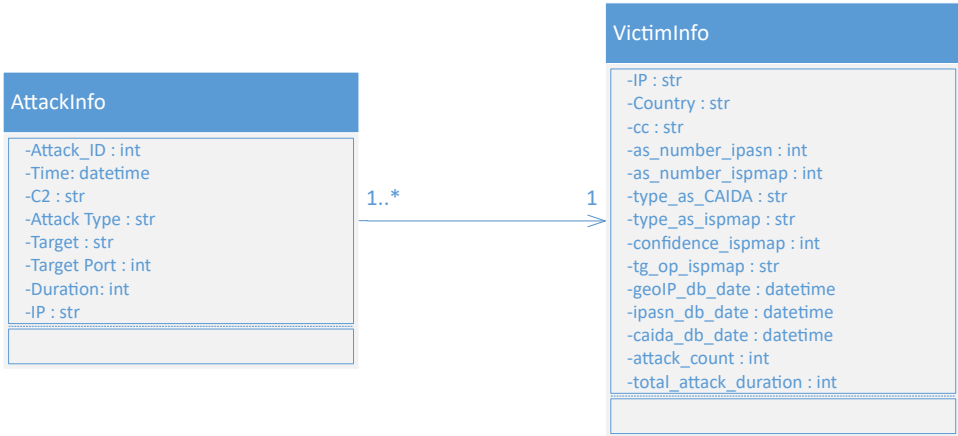 AttackInfo
-Attack_ID : int
-Time: datetime
-C2 : str
-Attack Type : str
-Target : str
-Target Port : int
-Duration: int
-IP : str
1..*
1
VictimInfo
-IP : str
-Country : str
-cc : str
-as_number_ipasn : int
-as_number_ispmap : int
-type_as_CAIDA : str
-type_as_ispmap : str
-confidence_ispmap : int
-tg_op_ispmap : str
-geoIP_db_date : datetime
-ipasn_db_date : datetime
-caida_db_date : datetime
-attack_count : int
-total_attack_duration : int